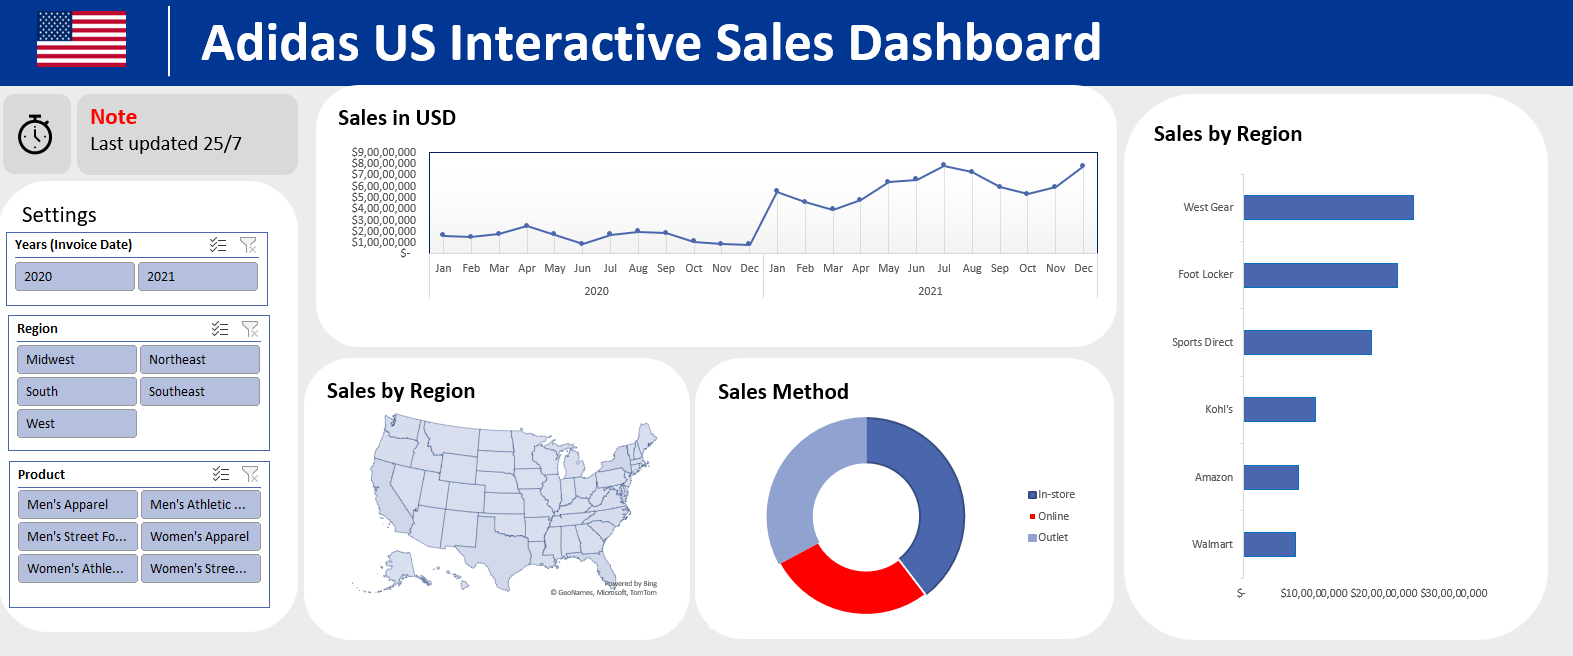 Adidas US Interactive Sales Dashboard
Note
Last updated 25/7
Settings
Years (Invoice Date)
2020 2021
Region
Midwest Northeast
South Southeast
West
Product
Men's Apparel Men's Athletic ...
Men's Street Fo... Women's Apparel
Women's Athle... Women's Stree...
Sales in USD
$9,00,00,000
$8,00,00,000
$7,00,00,000
$6,00,00,000
$5,00,00,000
$4,00,00,000
$3,00,00,000
$2,00,00,000
$1,00,00,000
$-
Jan Feb Mar Apr May Jun Jul Aug Sep Oct Nov Dec Jan Feb Mar Apr May Jun Jul Aug Sep Oct Nov Dec
2020 2021
Sales by Region
Powered by Bing
© GeoNames, Microsoft, TomTom
Sales Method
In-store
Online
Outlet
Sales by Region
West Gear
Foot Locker
Sports Direct
Kohl's
Amazon
Walmart
$- $10,00,00,000 $20,00,00,000 $30,00,00,000